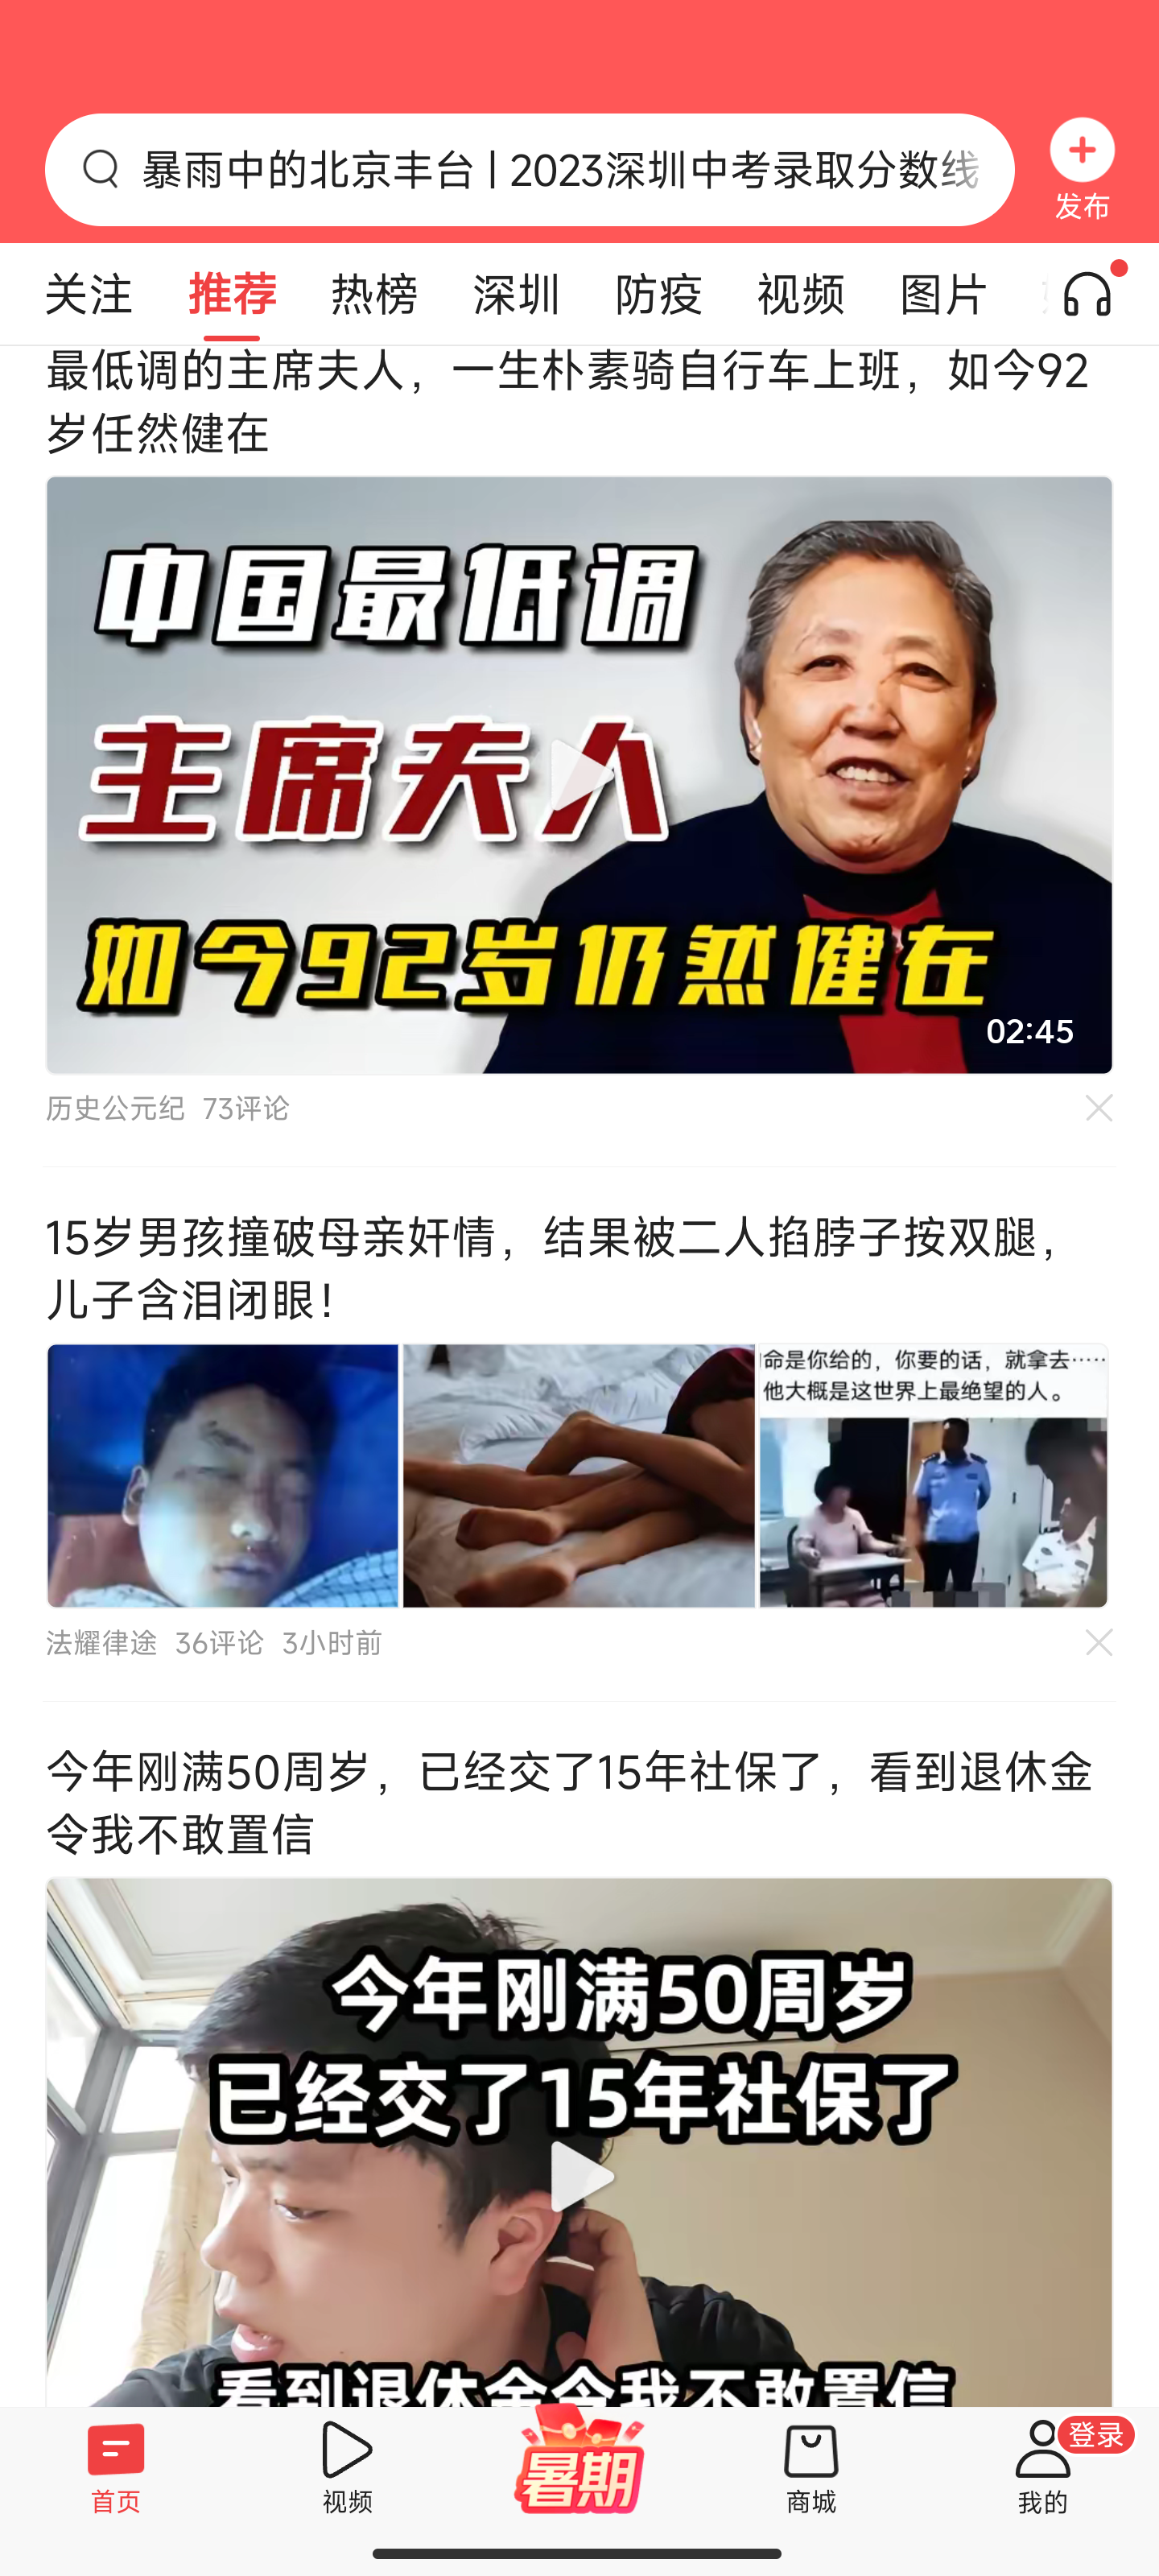 暴雨中的北京丰台 | 2023深圳中考录取分数线
发布
关注 推荐 热榜 深圳 防疫 视频 图片
最低调的主席夫人，一生朴素骑自行车上班，如今92
岁任然健在
中国最低调
主席夫人
如今92岁仍然健在
02:45
历史公元纪 73评论
15岁男孩撞破母亲奸情，结果被二人掐脖子按双腿，
儿子含泪闭眼！
命是你给的，你要的话，就拿去……
他大概是这世界上最绝望的人。
法耀律途 36评论 3小时前
今年刚满50周岁，已经交了15年社保了，看到退休金
令我不敢置信
今年刚满50周岁
已经交了15年社保了
看到退休金令我不敢置信
首页 视频 暑期 商城 我的 登录